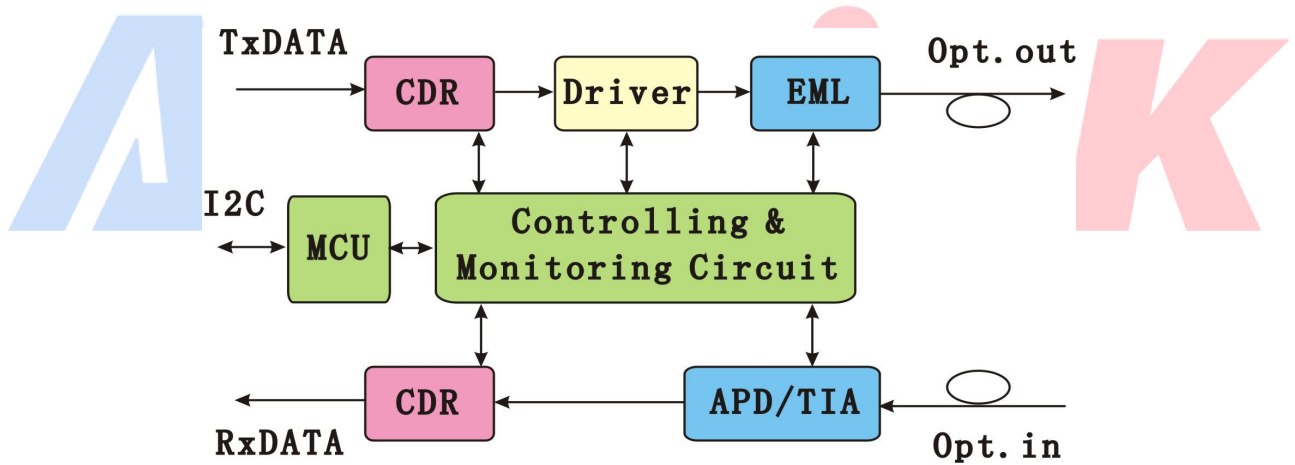 TxDATA
CDR
Driver
EML
Opt.out
I2C
MCU
Controlling &
Monitoring Circuit
CDR
APD/TIA
RxDATA
Opt.in